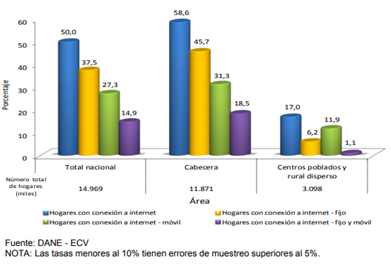 Porcentaje
60
50
40
30
20
10
0
50,0
37,5
27,3
14,9
58,6
45,7
31,3
18,5
17,0
6,2
11,9
1,1
Total nacional
Cabecera
Centros poblados y
rural disperso
Número total
de hogares
(miles)
14.969
11.871
3.098
Área
Hogares con conexión a internet
Hogares con conexión a internet - fijo
Hogares con conexión a internet - móvil
Hogares con conexión a internet - fijo y móvil
Fuente: DANE - ECV
NOTA: Las tasas menores al 10% tienen errores de muestreo superiores al 5%.